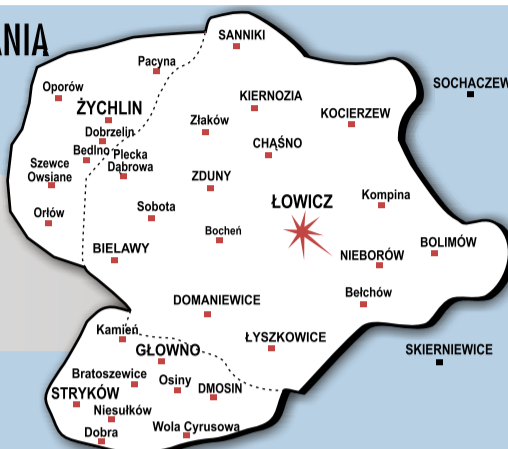 ANIA
SANNIKI
Pacyna
SOCHACZEW
Oporów
KIERNOZIA
ŻYCHLIN
KOCIERZEW
Złaków
Dobrzelin
CHĄŚNO
Bedlno
Plecka
Dąbrowa
Szewce
Owsiane
ZDUNY
Kompina
ŁOWICZ
Sobota
Orłów
Bocheń
BOLIMÓW
BIELAWY
NIEBORÓW
Bełchów
DOMANIEWICE
Kamień
ŁYSZKOWICE
GŁOWNO
SKIERNIEWICE
Bratoszewice
Osiny
DMOSIN
STRYKÓW
Niesułków
Wola Cyrusowa
Dobra